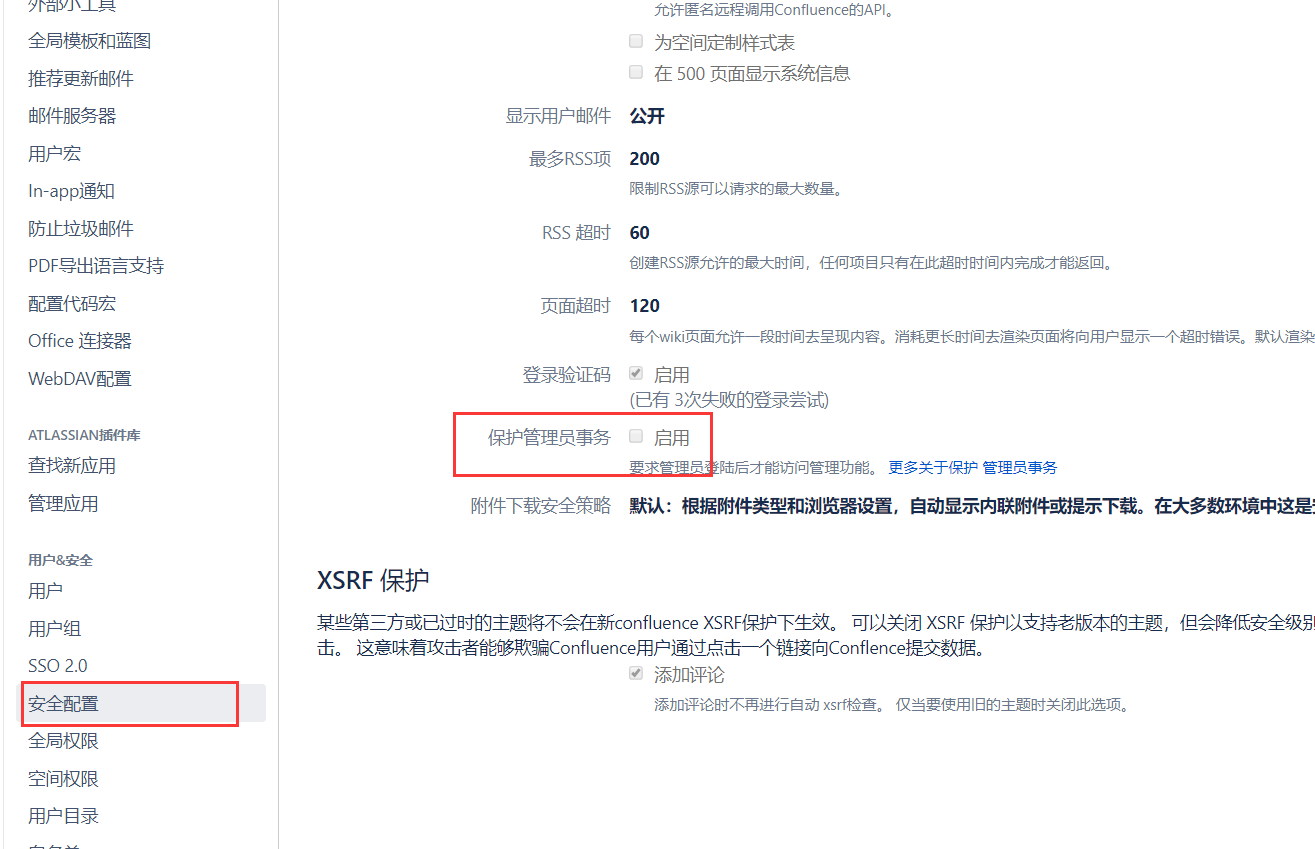 外部小工具
全局模板和蓝图
推荐更新邮件
邮件服务器
用户宏
In-app通知
防止垃圾邮件
PDF导出语言支持
配置代码宏
Office 连接器
WebDAV配置
ATLASSIAN插件库
查找新应用
管理应用
用户&安全
用户
用户组
SSO 2.0
安全配置
全局权限
空间权限
用户目录
允许匿名远程调用Confluence的API。
为空间定制样式表
在 500 页面显示系统信息
显示用户邮件 公开
最多RSS项 200
限制RSS源可以请求的最大数量。
RSS 超时 60
创建RSS源允许的最大时间，任何项目只有在此超时时间内完成才能返回。
页面超时 120
每个wiki页面允许一段时间去呈现内容。消耗更长时间去渲染页面将向用户显示一个超时错误。默认渲染
登录验证码 启用
(已有 3次失败的登录尝试)
保护管理员事务 启用
要求管理员登陆后才能访问管理功能。 更多关于保护 管理员事务
附件下载安全策略 默认：根据附件类型和浏览器设置，自动显示内联附件或提示下载。在大多数环境中这是
XSRF 保护
某些第三方或已过时的主题将不会在新confluence XSRF保护下生效。 可以关闭 XSRF 保护以支持老版本的主题，但会降低安全级别
击。 这意味着攻击者能够欺骗Confluence用户通过点击一个链接向Conflence提交数据。
添加评论
添加评论时不再进行自动 xsrf检查。 仅当要使用旧的主题时关闭此选项。